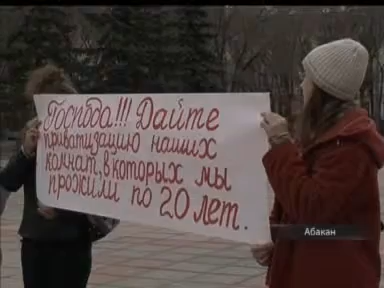 Господа!!! Дайте
приватизацию наших
комнат, в которых мы
прожили по 20 лет.
Абакан